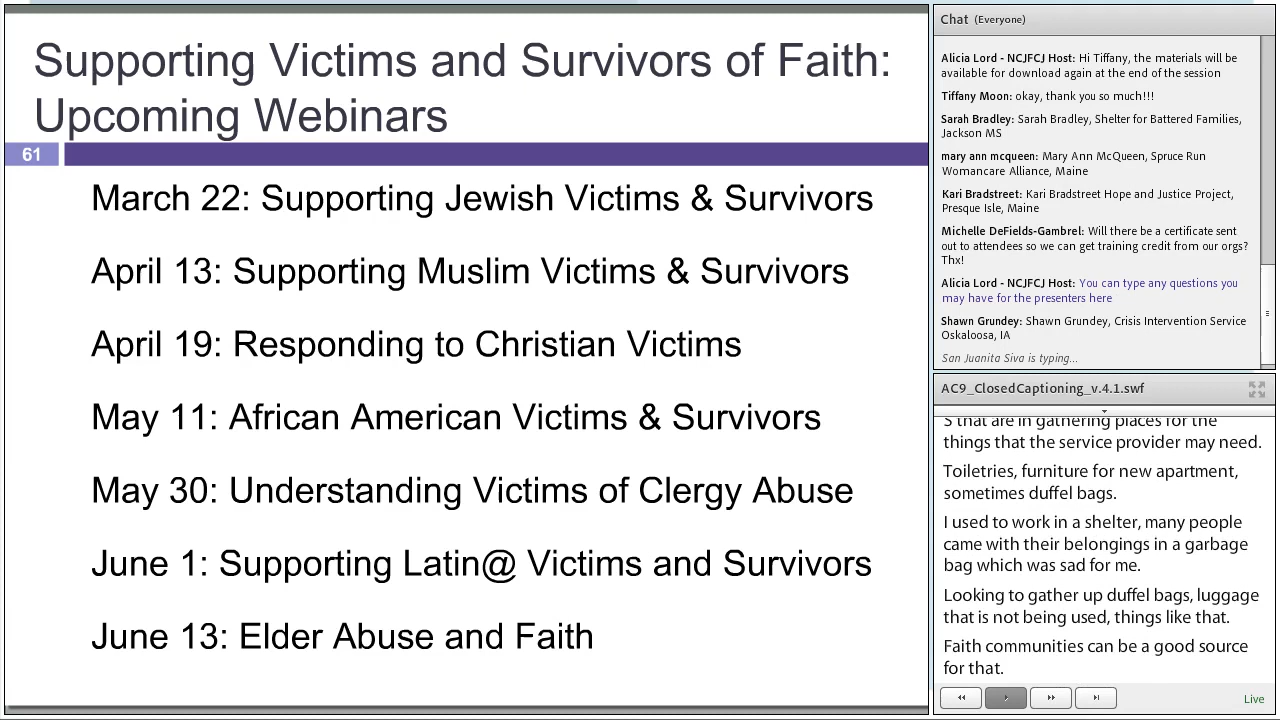 Supporting Victims and Survivors of Faith:
Upcoming Webinars
61
March 22: Supporting Jewish Victims & Survivors
April 13: Supporting Muslim Victims & Survivors
April 19: Responding to Christian Victims
May 11: African American Victims & Survivors
May 30: Understanding Victims of Clergy Abuse
June 1: Supporting Latin@ Victims and Survivors
June 13: Elder Abuse and Faith
Chat (Everyone)
Alicia Lord - NCJFCJ Host: Hi Tiffany, the materials will be
available for download again at the end of the session
Tiffany Moon: okay, thank you so much!!!
Sarah Bradley: Sarah Bradley, Shelter for Battered Families,
Jackson MS
mary ann mcqueen: Mary Ann McQueen, Spruce Run
Womancare Alliance, Maine
Kari Bradstreet: Kari Bradstreet Hope and Justice Project,
Presque Isle, Maine
Michelle DeFields-Gambrel: Will there be a certificate sent
out to attendees so we can get training credit from our orgs?
Thx!
Alicia Lord - NCJFCJ Host: You can type any questions you
may have for the presenters here
Shawn Grundey: Shawn Grundey, Crisis Intervention Service
Oskaloosa, IA
San Juanita Siva is typing...
AC9_ClosedCaptioning_v.4.1.swf
S that are in gathering places for the
things that the service provider may need.
Toiletries, furniture for new apartment,
sometimes duffel bags.
I used to work in a shelter, many people
came with their belongings in a garbage
bag which was sad for me.
Looking to gather up duffel bags, luggage
that is not being used, things like that.
Faith communities can be a good source
for that.
Live